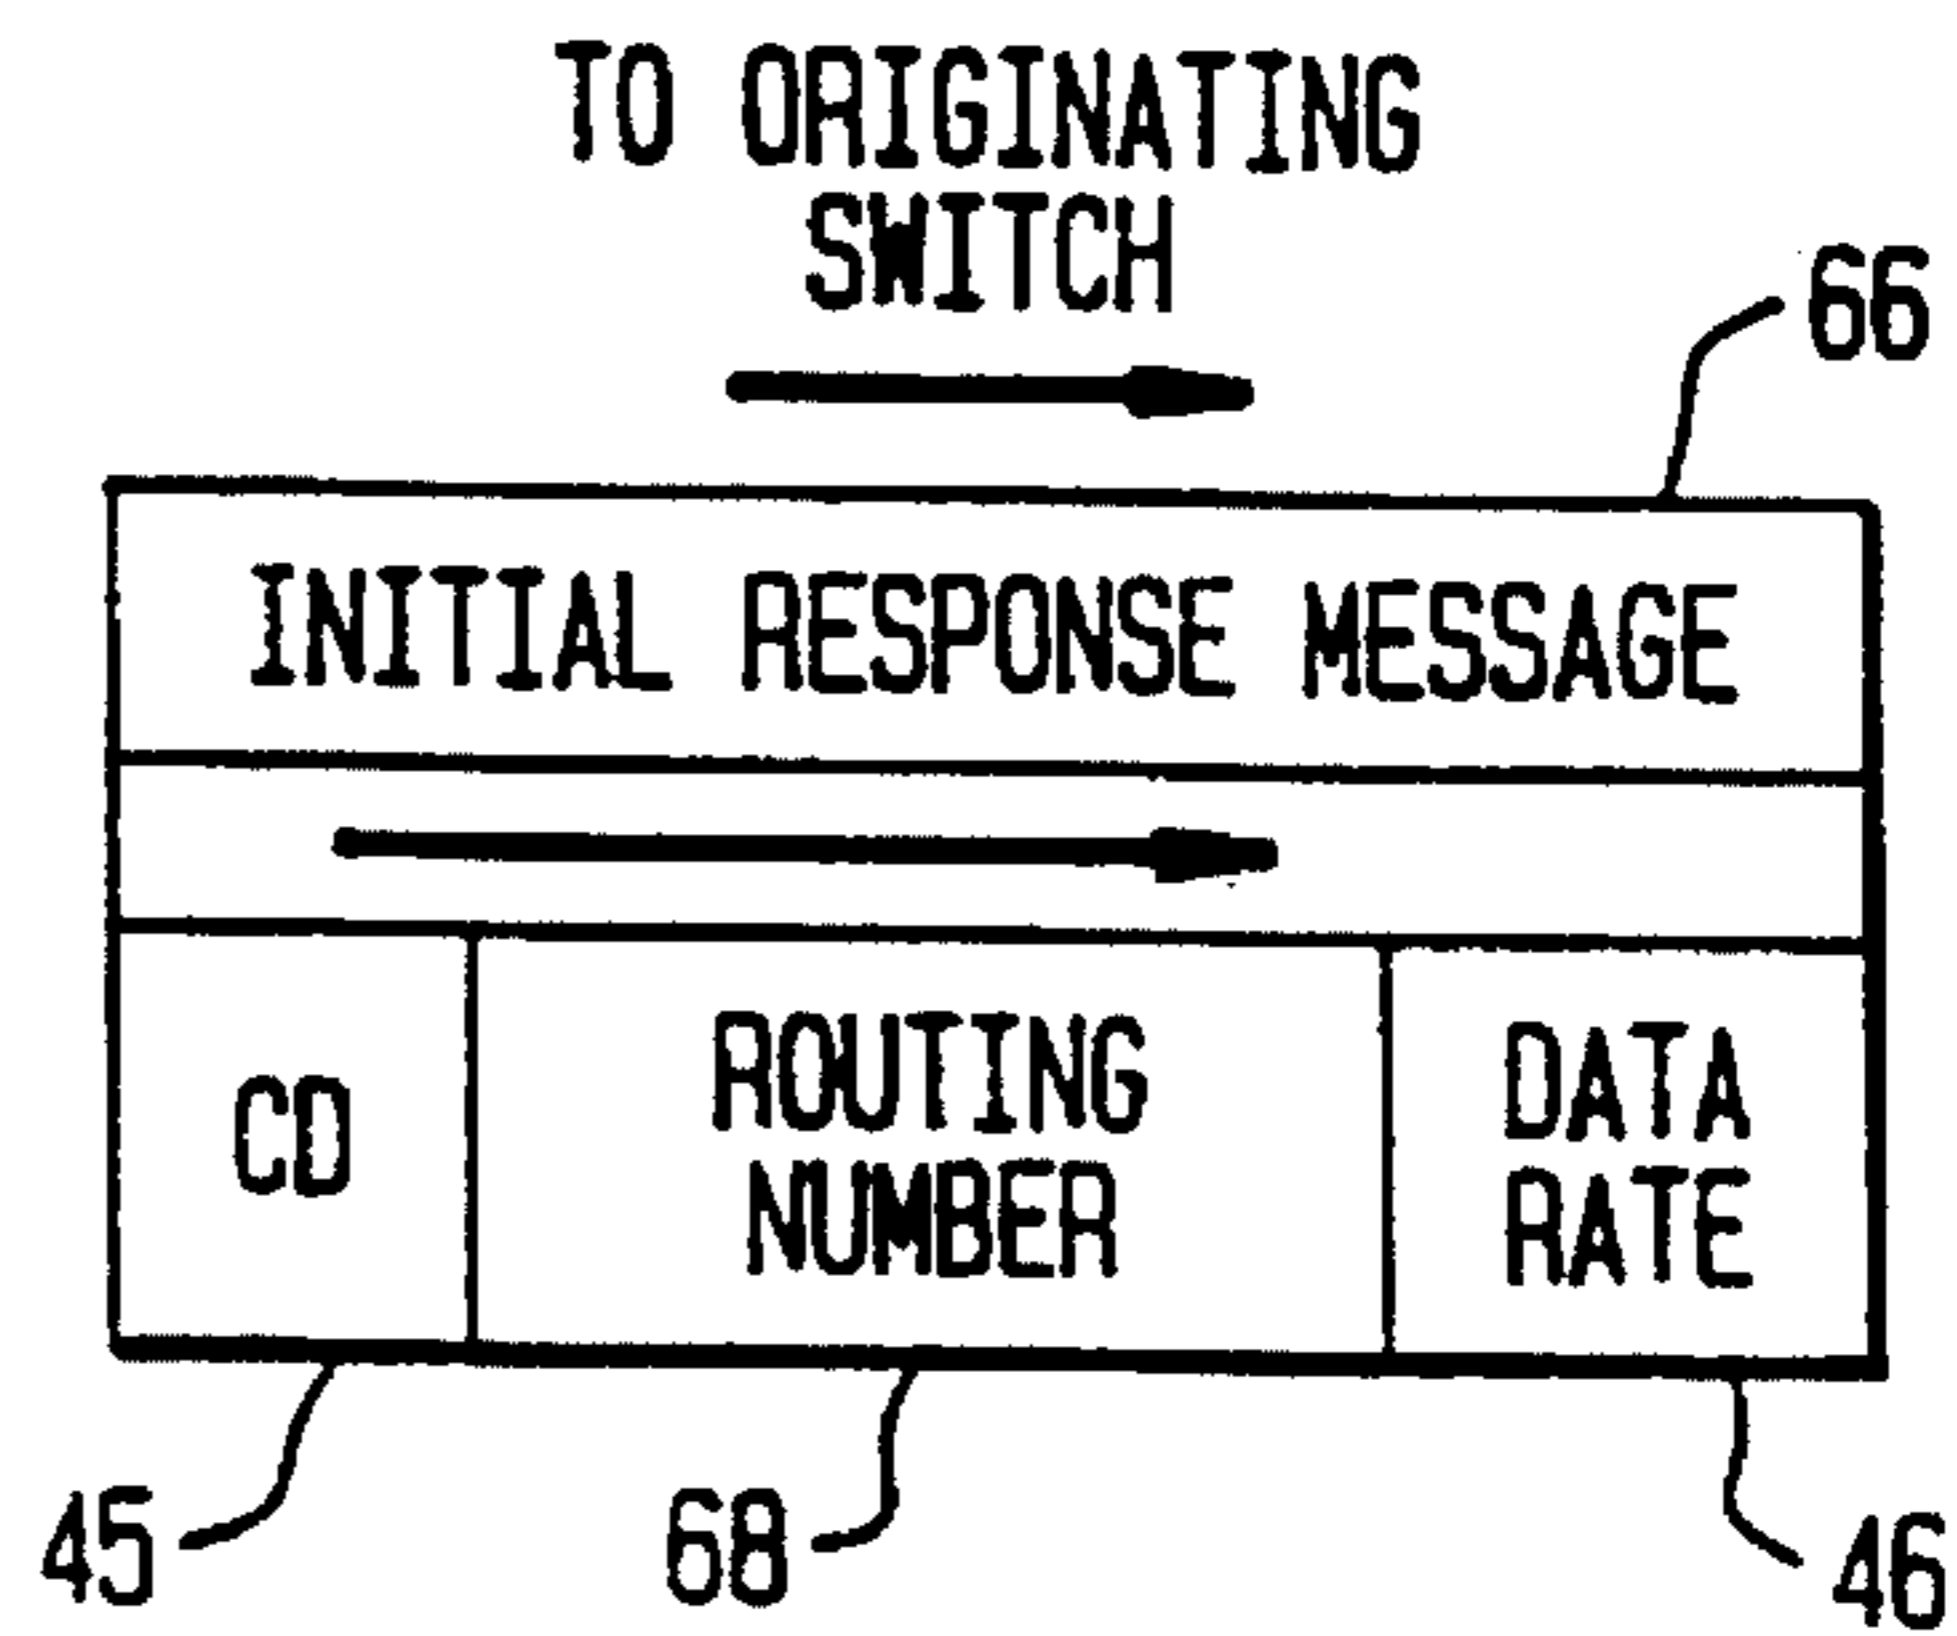 TO ORIGINATING
SWITCH
66
INITIAL RESPONSE MESSAGE
CD
ROUTING
NUMBER
DATA
RATE
45
68
46